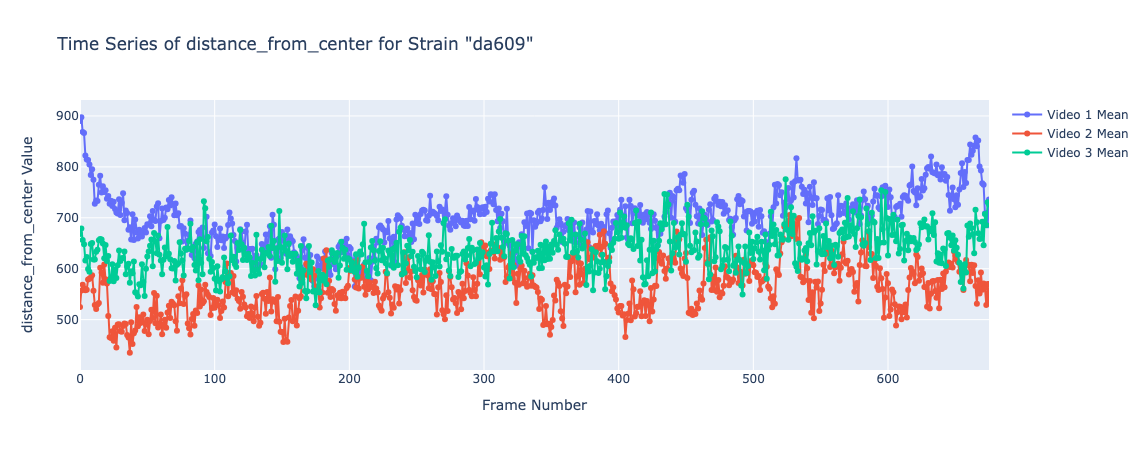 Time Series of distance_from_center for Strain "da609"
distance_from_center Value
900
800
700
600
500
0 100 200 300 400 500 600
Frame Number
Video 1 Mean
Video 2 Mean
Video 3 Mean